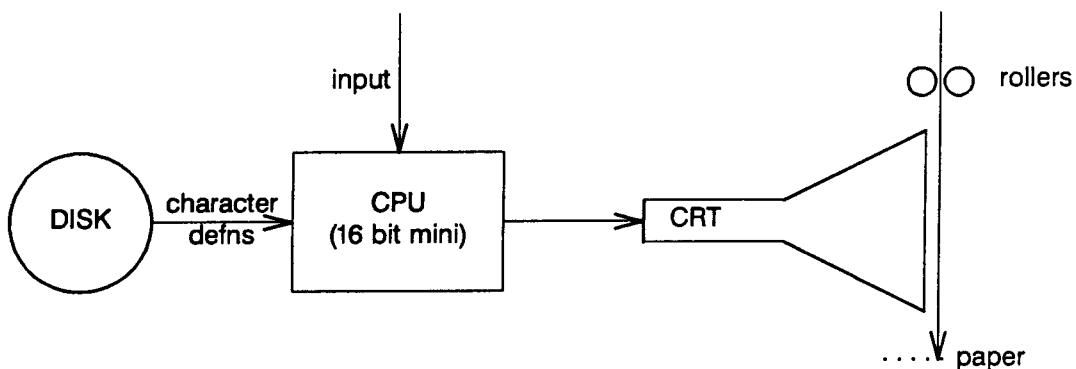 input
rollers
DISK
character
defns
CPU
(16 bit mini)
CRT
..... paper